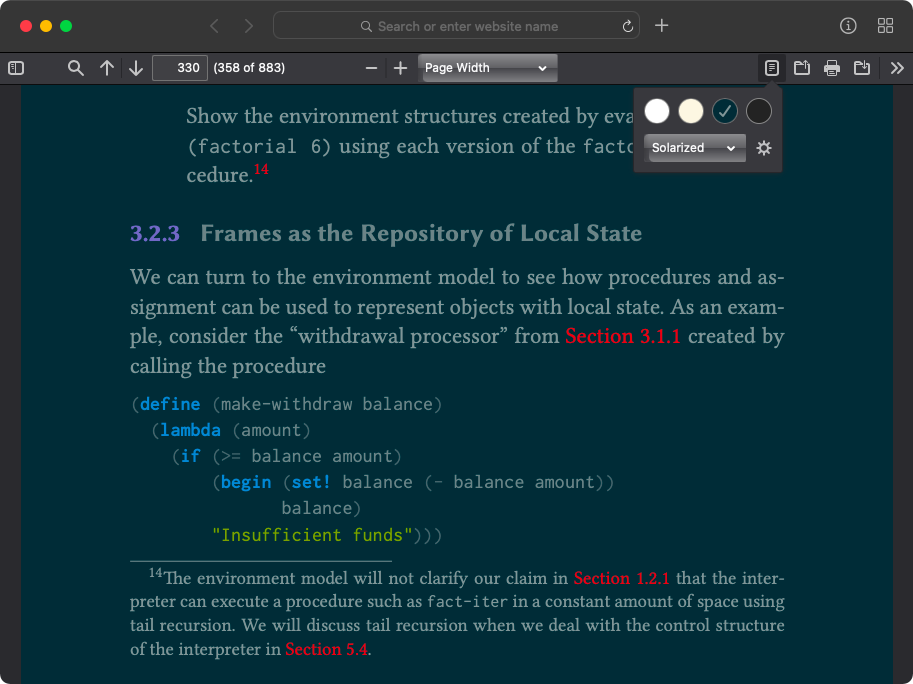 Search or enter website name
330 (358 of 883) Page Width
Solarized
Show the environment structures created by eva
(factorial 6) using each version of the facto
cedure.14
3.2.3 Frames as the Repository of Local State
We can turn to the environment model to see how procedures and as-
signment can be used to represent objects with local state. As an exam-
ple, consider the “withdrawal processor” from Section 3.1.1 created by
calling the procedure
(define (make-withdraw balance)
(lambda (amount)
(if (>= balance amount)
(begin (set! balance (- balance amount))
balance)
"Insufficient funds")))
14The environment model will not clarify our claim in Section 1.2.1 that the inter-
preter can execute a procedure such as fact-iter in a constant amount of space using
tail recursion. We will discuss tail recursion when we deal with the control structure
of the interpreter in Section 5.4.